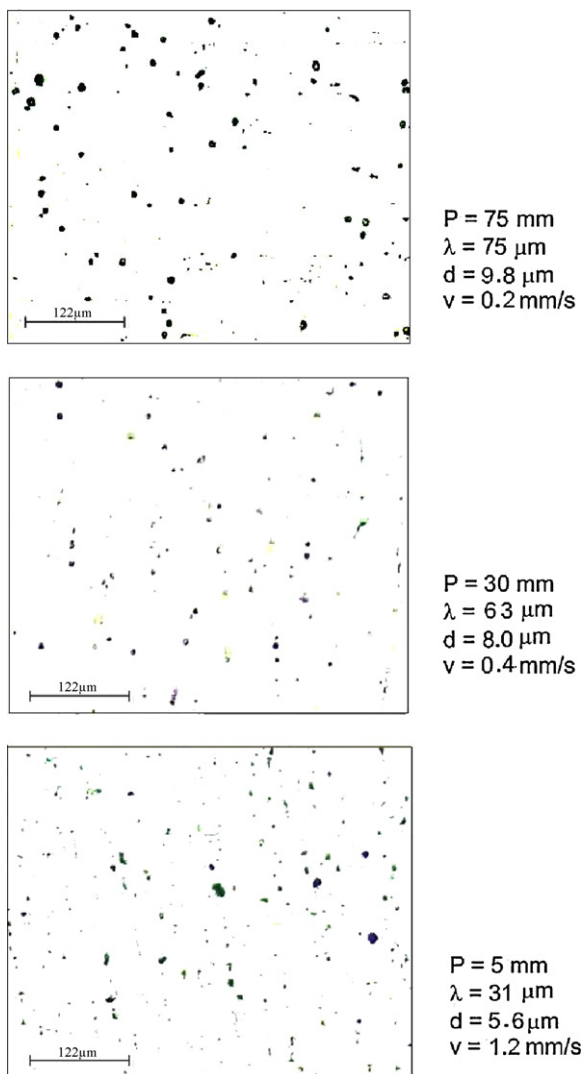 P = 75 mm
λ = 75 μm
d = 9.8 μm
v = 0.2 mm/s
122μm
P = 30 mm
λ = 63 μm
d = 8.0 μm
v = 0.4 mm/s
122μm
P = 5 mm
λ = 31 μm
d = 5.6 μm
v = 1.2 mm/s
122μm